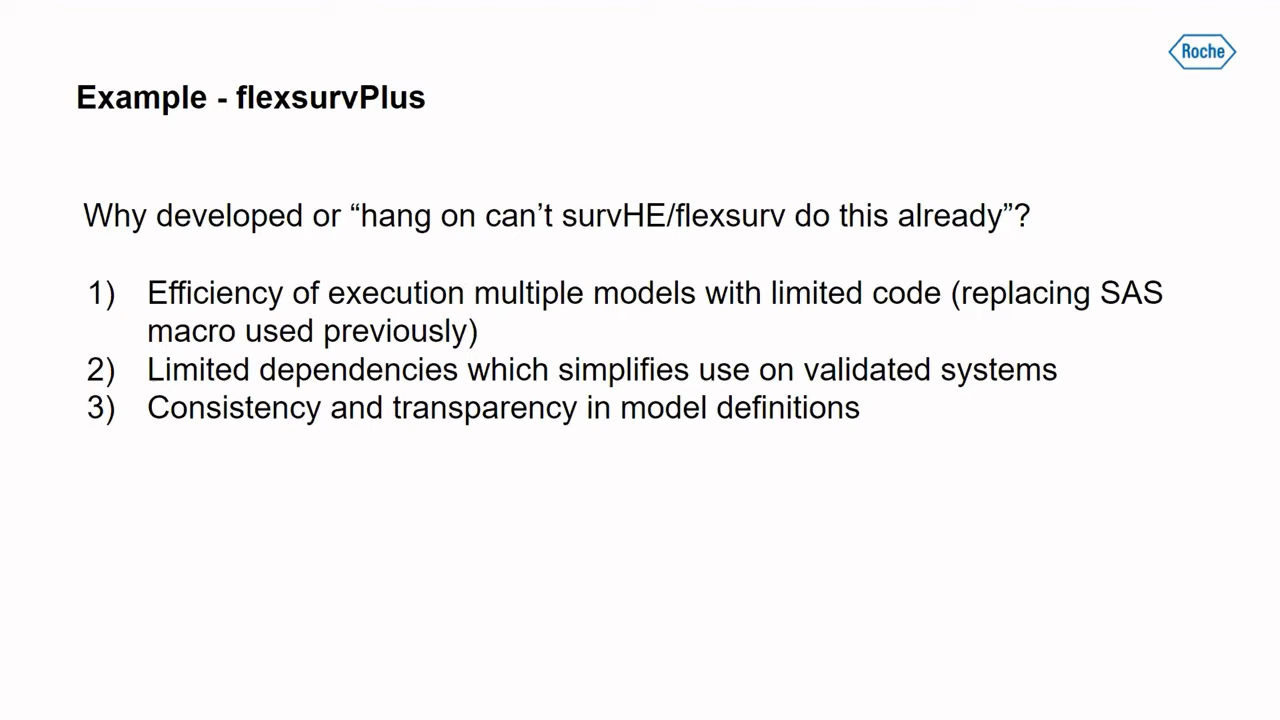 Roche
Example - flexsurvPlus
Why developed or “hang on can’t survHE/flexsurv do this already”?
1) Efficiency of execution multiple models with limited code (replacing SAS
macro used previously)
2) Limited dependencies which simplifies use on validated systems
3) Consistency and transparency in model definitions